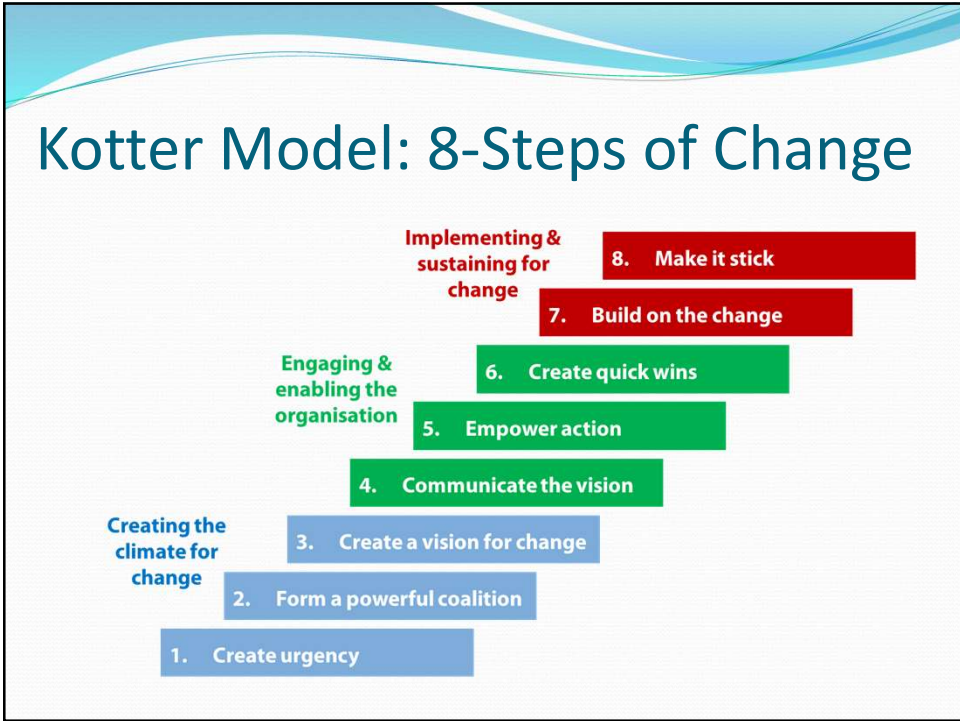 Kotter Model: 8-Steps of Change
Implementing &
sustaining for
change
8. Make it stick
7. Build on the change
Engaging &
enabling the
organisation
6. Create quick wins
5. Empower action
4. Communicate the vision
Creating the
climate for
change
3. Create a vision for change
2. Form a powerful coalition
1. Create urgency